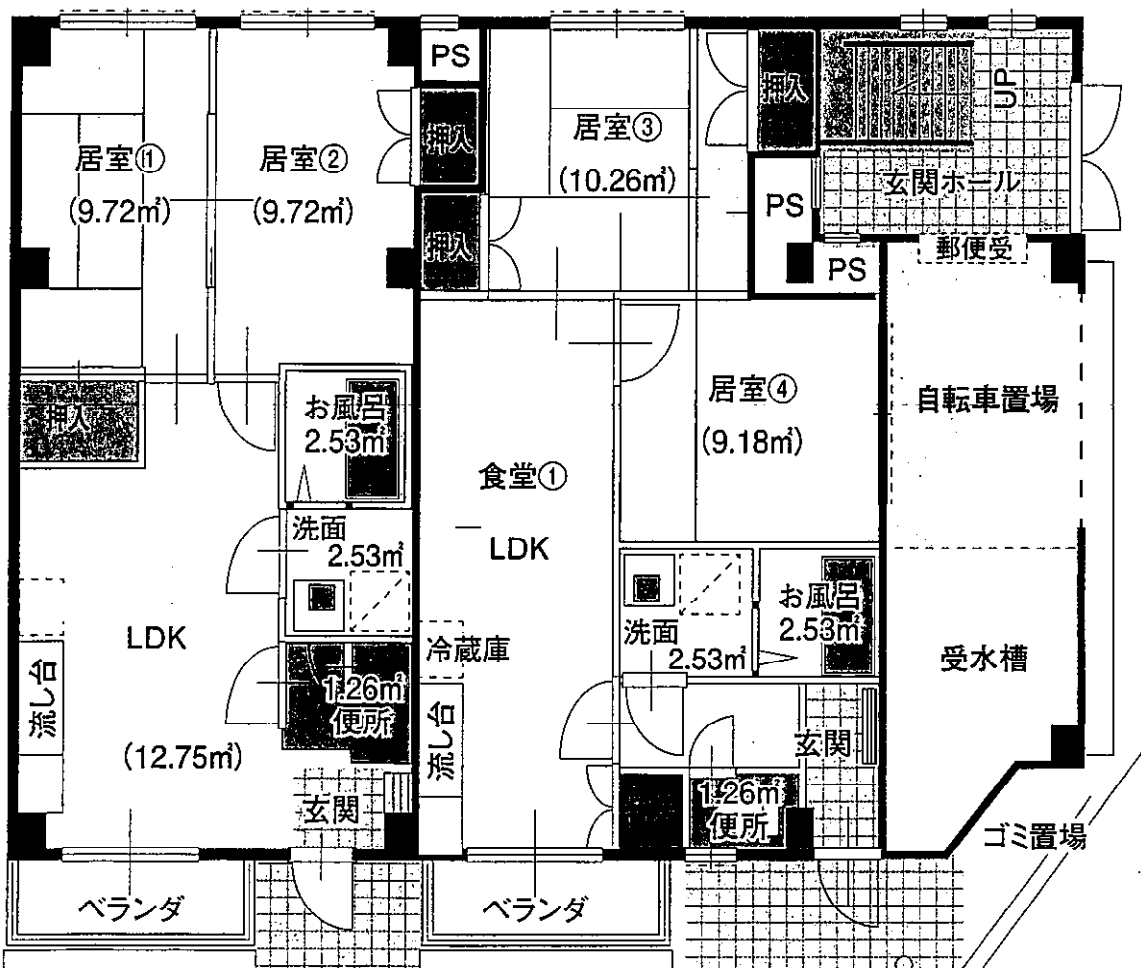 PS
押入
UP
居室①
(9.72㎡)
居室②
(9.72㎡)
押入
居室③
(10.26㎡)
PS
玄関ホール
押入
郵便受
PS
押入
お風呂
2.53㎡
居室④
(9.18㎡)
自転車置場
食堂①
LDK
洗面
2.53㎡
LDK
冷蔵庫
洗面
2.53㎡
お風呂
2.53㎡
受水槽
流し台
1.26㎡
便所
(12.75㎡)
流し台
玄関
玄関
1.26㎡
便所
ゴミ置場
ベランダ
ベランダ